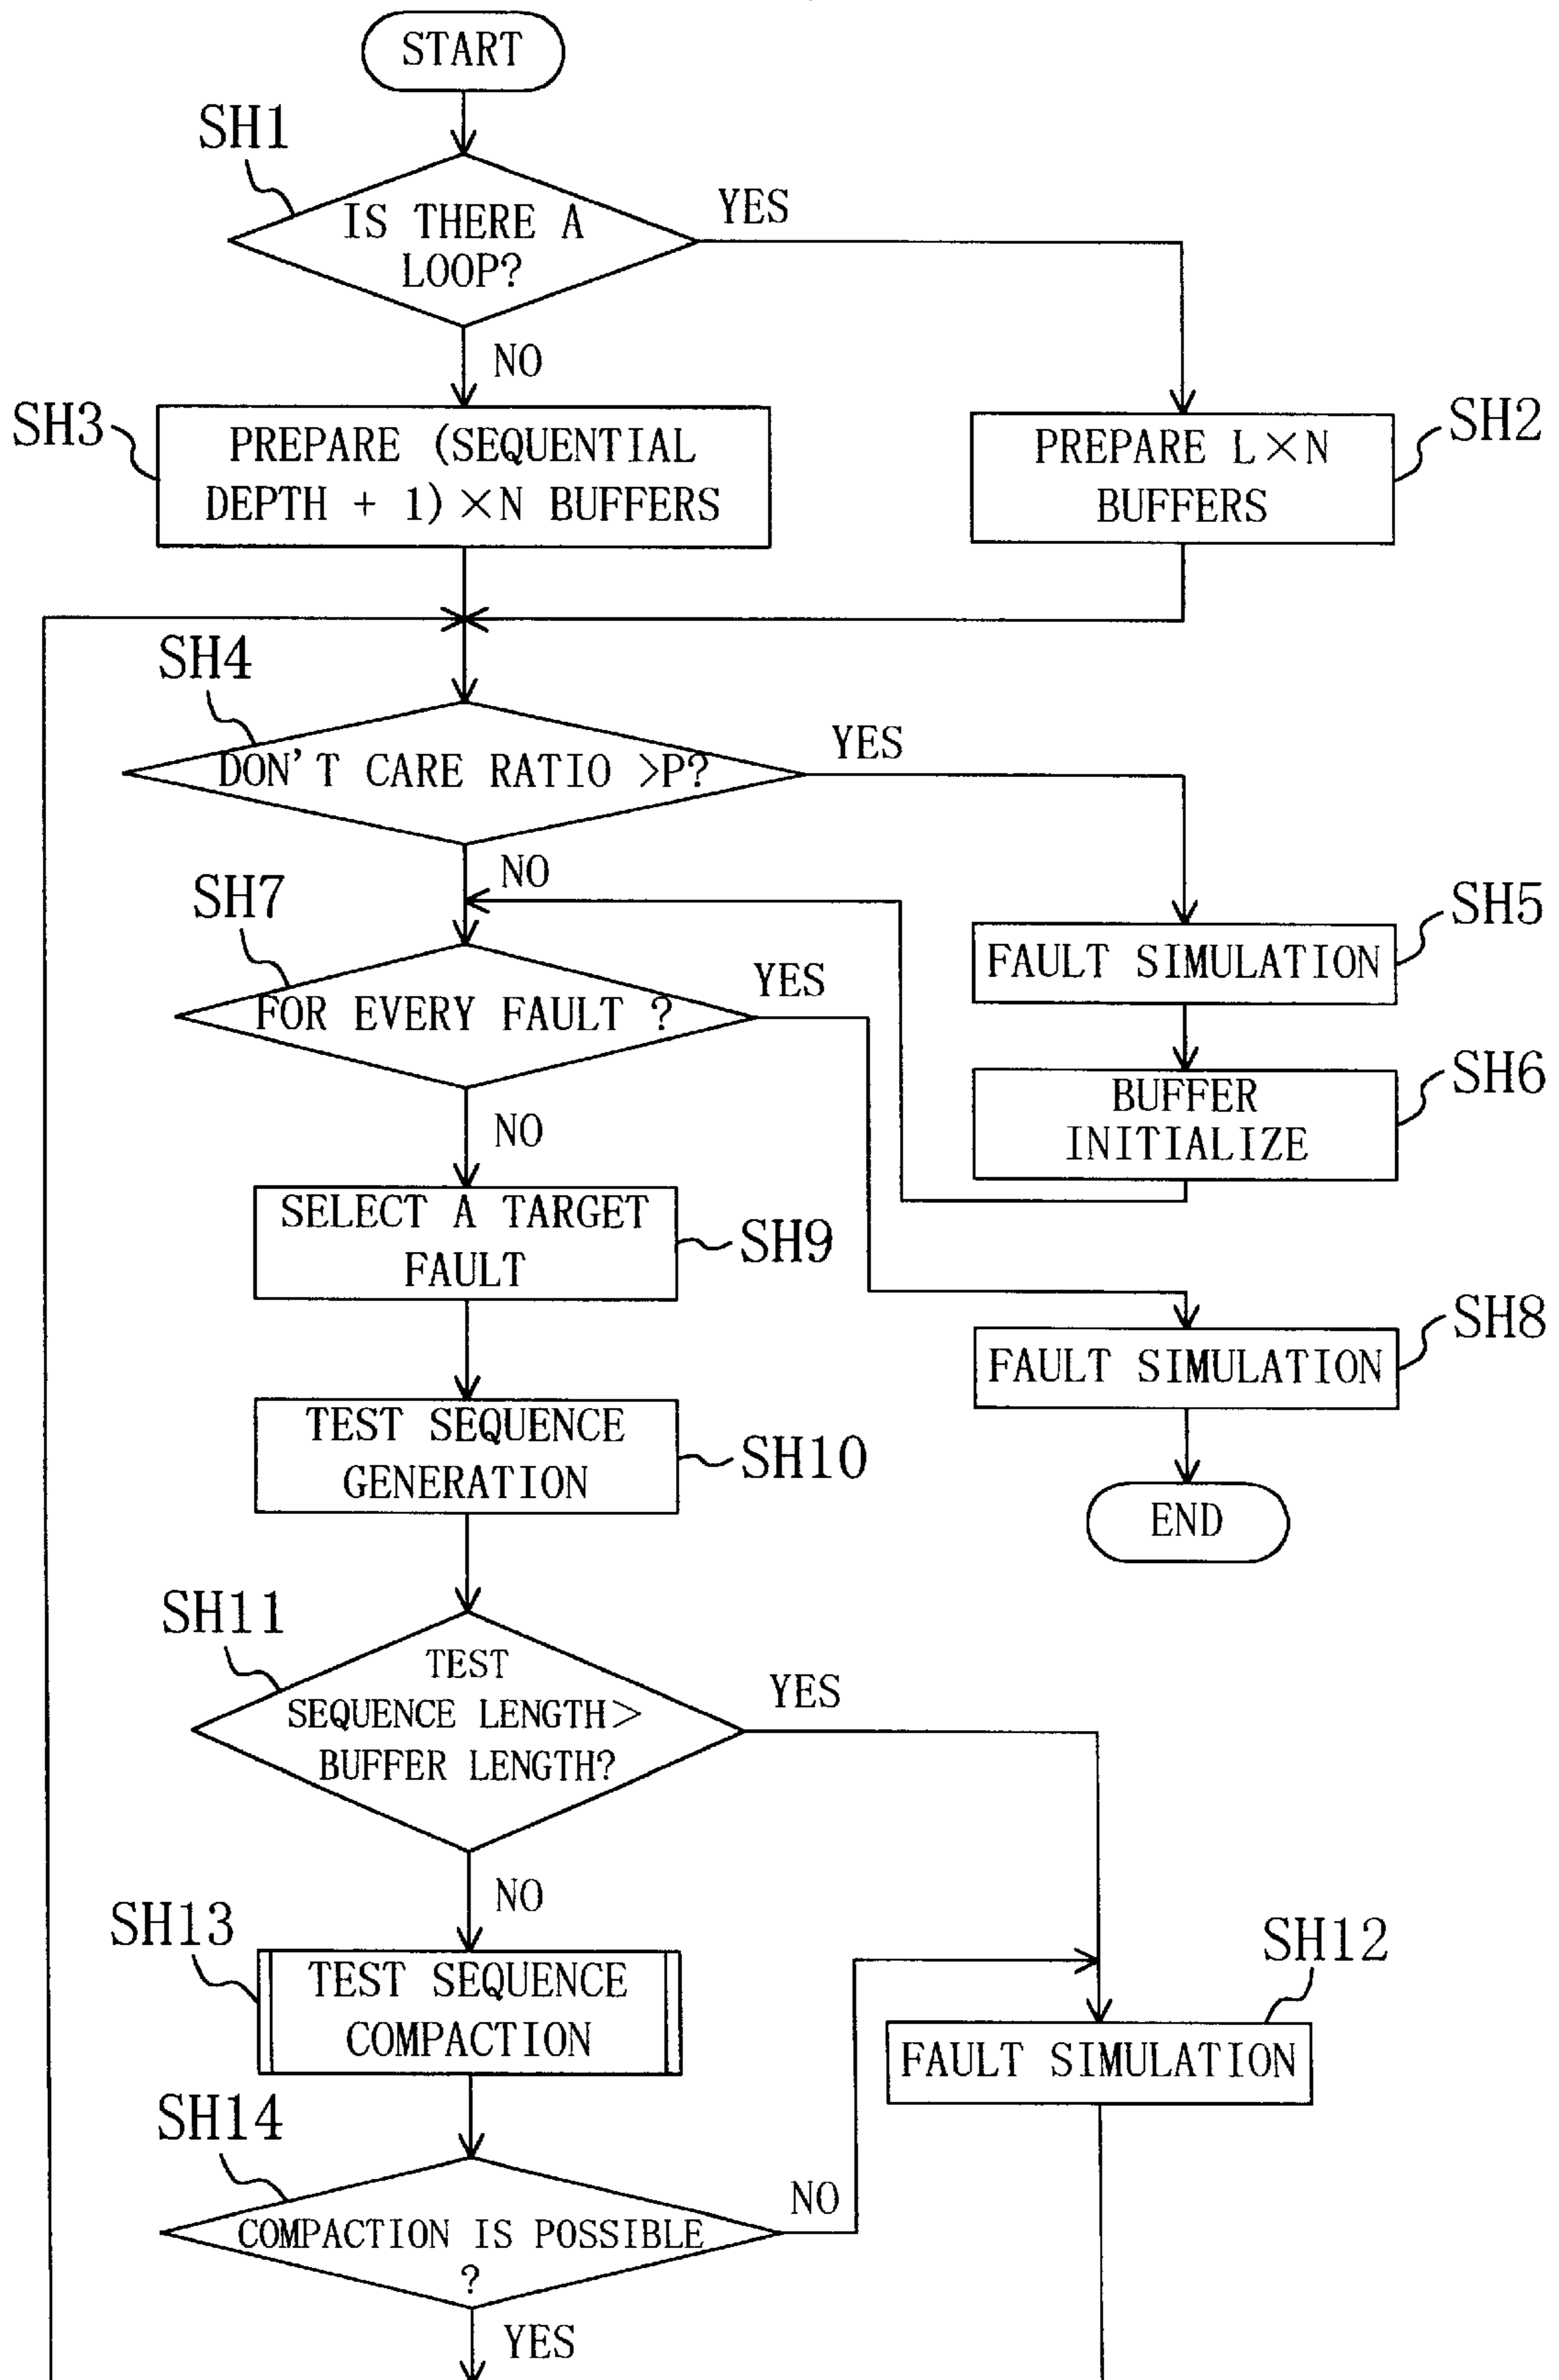 START
SH1
IS THERE A
LOOP?
YES
NO
SH3
PREPARE (SEQUENTIAL
DEPTH + 1) ×N BUFFERS
PREPARE L×N
BUFFERS
SH2
SH4
DON'T CARE RATIO >P?
YES
NO
SH5
FAULT SIMULATION
SH7
FOR EVERY FAULT ?
YES
NO
SH6
BUFFER
INITIALIZE
SELECT A TARGET
FAULT
SH9
SH8
FAULT SIMULATION
TEST SEQUENCE
GENERATION
SH10
END
SH11
TEST
SEQUENCE LENGTH>
BUFFER LENGTH?
YES
NO
SH13
TEST SEQUENCE
COMPACTION
SH12
FAULT SIMULATION
SH14
COMPACTION IS POSSIBLE
?
NO
YES